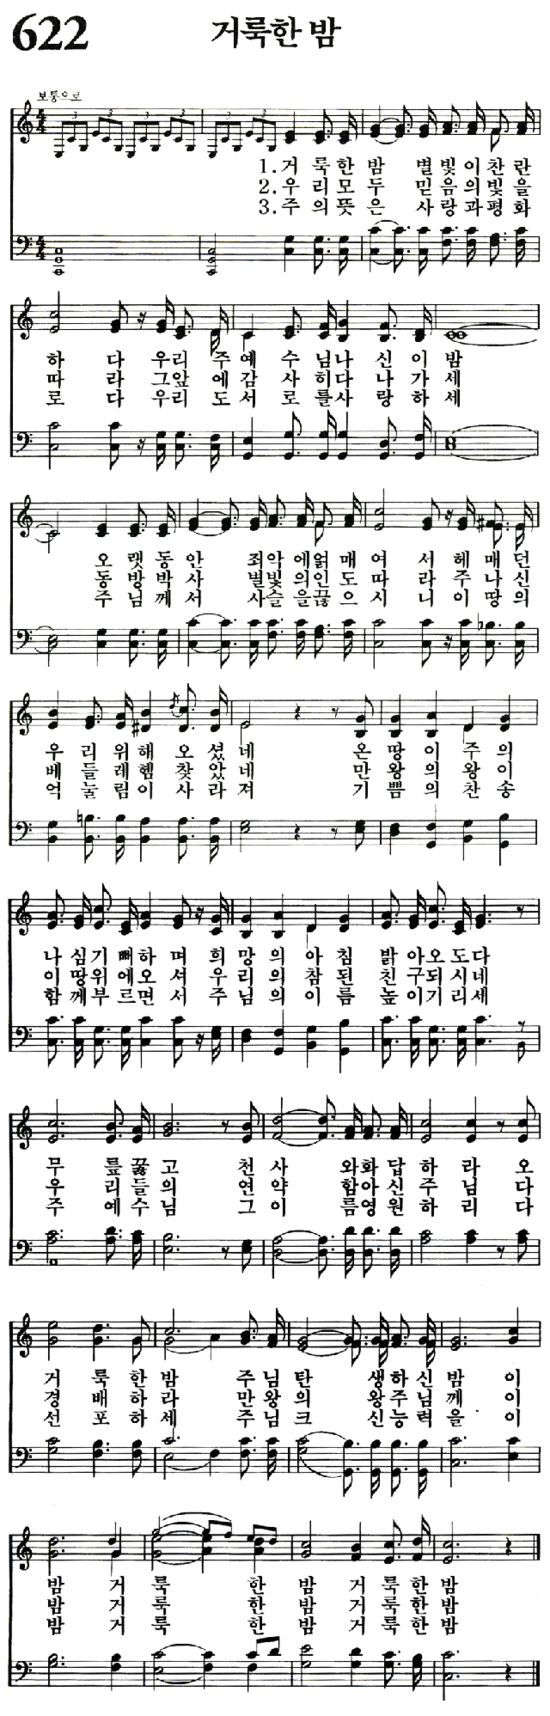 622 거룩한 밤
보통으로
1. 거 룩 한 밤 별 빛 이 찬 란
2. 우 리 모 두 믿 음 의 빛 을
3. 주 의 뜻 은 사 랑 과 평 화
하 다 우 리 주 예 수 님 나 신 이 밤
따 라 그 앞 에 감 사 히 다 나 가 세
로 다 우 리 도 서 로 를 사 랑 하 세
오 랫 동 안 죄 악 에 얽 매 여 서 헤 매 던
동 방 박 사 별 빛 의 인 도 따 라 주 나 신
주 님 께 서 사 슬 을 끊 으 시 니 이 땅 의
우 리 위 해 오 셨 네 온 땅 이 주 의
베 들 레 헴 찾 았 네 만 왕 의 왕 이
억 눌 림 이 사 라 져 기 쁨 의 찬 송
나 심 기 뻐 하 며 희 망 의 아 침 밝 아 오 도 다
이 땅 위 에 오 셔 우 리 의 참 된 친 구 되 시 네
함 께 부 르 면 서 주 님 의 이 름 높 이 기 리 세
무 릎 꿇 고 천 사 와 화 답 하 라 오
우 리 들 의 연 약 함 아 신 주 님 다
주 예 수 님 그 이 름 영 원 하 리 다
거 룩 한 밤 주 님 탄 생 하 신 밤 이
경 배 하 라 만 왕 의 왕 주 님 께 이
선 포 하 세 주 님 크 신 능 력 을 이
밤 거 룩 한 밤 거 룩 한 밤
밤 거 룩 한 밤 거 룩 한 밤
밤 거 룩 한 밤 거 룩 한 밤